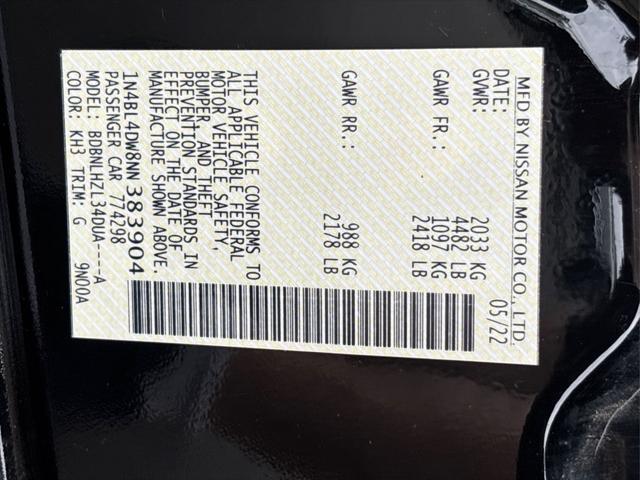 MFD BY NISSAN MOTOR CO., LTD.
DATE: 05/22
GVWR: 2033 KG
4482 LB
GAWR FR.: 1097 KG
2418 LB
GAWR RR.: 988 KG
2178 LB
THIS VEHICLE CONFORMS TO
ALL APPLICABLE FEDERAL
MOTOR VEHICLE SAFETY,
BUMPER, AND THEFT
PREVENTION STANDARDS IN
EFFECT ON THE DATE OF
MANUFACTURE SHOWN ABOVE.
1N4BL4DW8NN383904
PASSENGER CAR 774298
MODEL: BDRNLHZL34DUA----A
COLOR: KH3 TRIM: G 9N00A